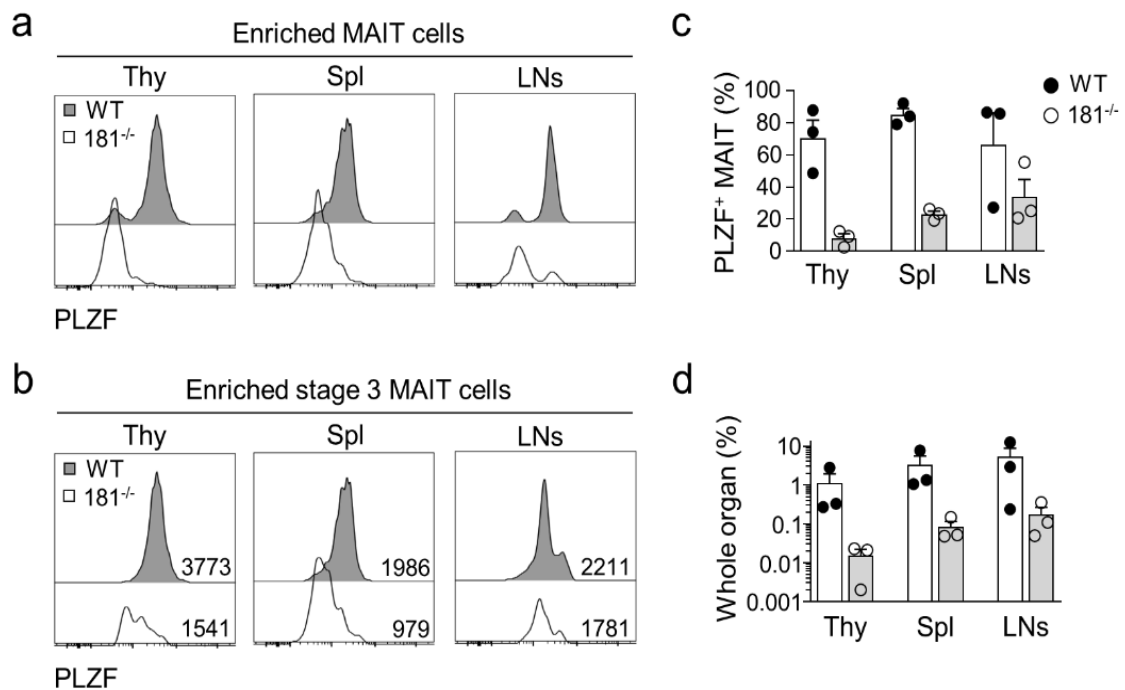 a
Enriched MAIT cells
Thy Spl LNs
WT
181-/-
PLZF
b
Enriched stage 3 MAIT cells
Thy Spl LNs
WT
181-/-
3773 1986 2211
1541 979 1781
PLZF
c
PLZF+ MAIT (%)
100
80
60
40
20
0
Thy Spl LNs
WT
181-/-
d
Whole organ (%)
10
1
0.1
0.01
0.001
Thy Spl LNs